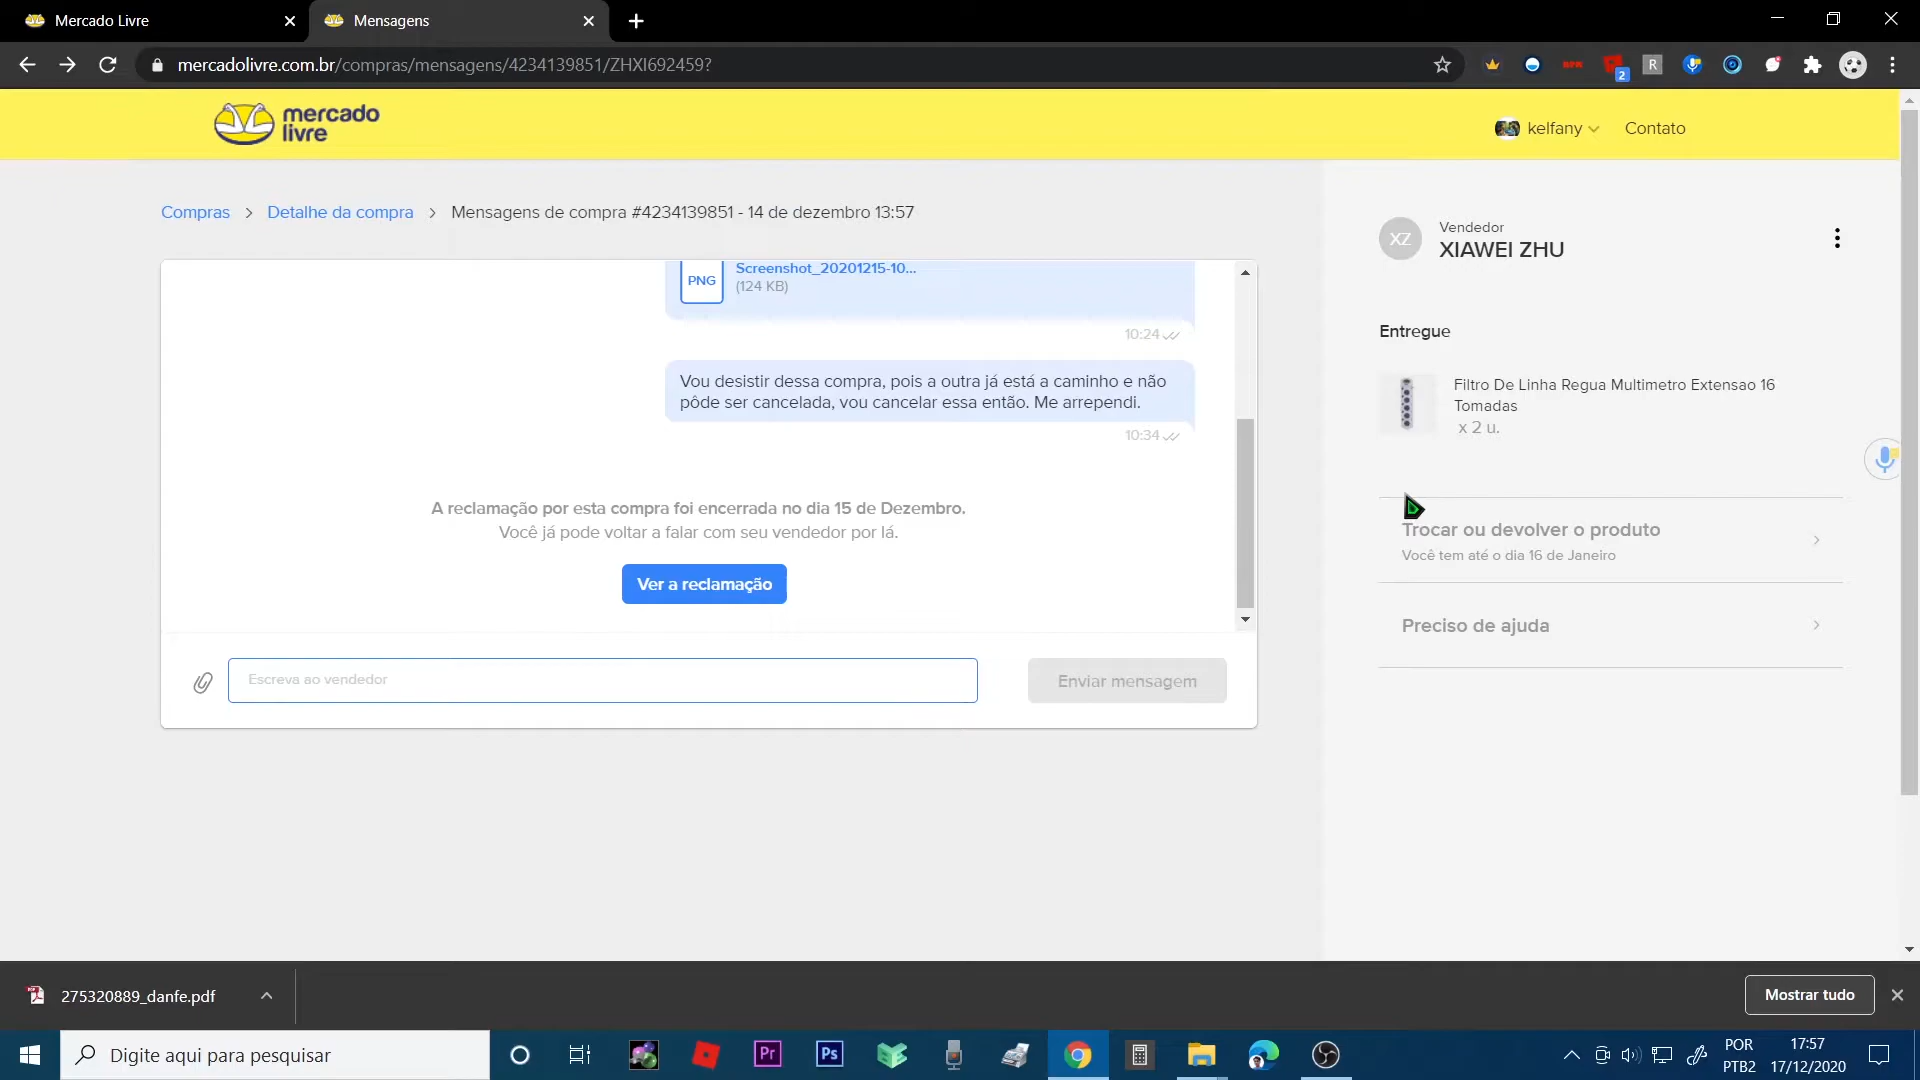 Mercado Livre
Mensagens
mercadolivre.com.br/compras/mensagens/4234139851/ZHXI692459?
2
R
mercado
livre
kelfany
Contato
Compras > Detalhe da compra > Mensagens de compra #4234139851 - 14 de dezembro 13:57
XZ
Vendedor
XIAWEI ZHU
PNG
Screenshot_20201215-10...
(124 KB)
10:24
Vou desistir dessa compra, pois a outra já está a caminho e não
pôde ser cancelada, vou cancelar essa então. Me arrependi.
10:34
A reclamação por esta compra foi encerrada no dia 15 de Dezembro.
Você já pode voltar a falar com seu vendedor por lá.
Ver a reclamação
Escreva ao vendedor
Enviar mensagem
Entregue
Filtro De Linha Regua Multimetro Extensao 16
Tomadas
x 2 u.
Trocar ou devolver o produto
Você tem até o dia 16 de Janeiro
Preciso de ajuda
275320889_danfe.pdf
Mostrar tudo
Digite aqui para pesquisar
Pr
Ps
POR
PTB2
17:57
17/12/2020